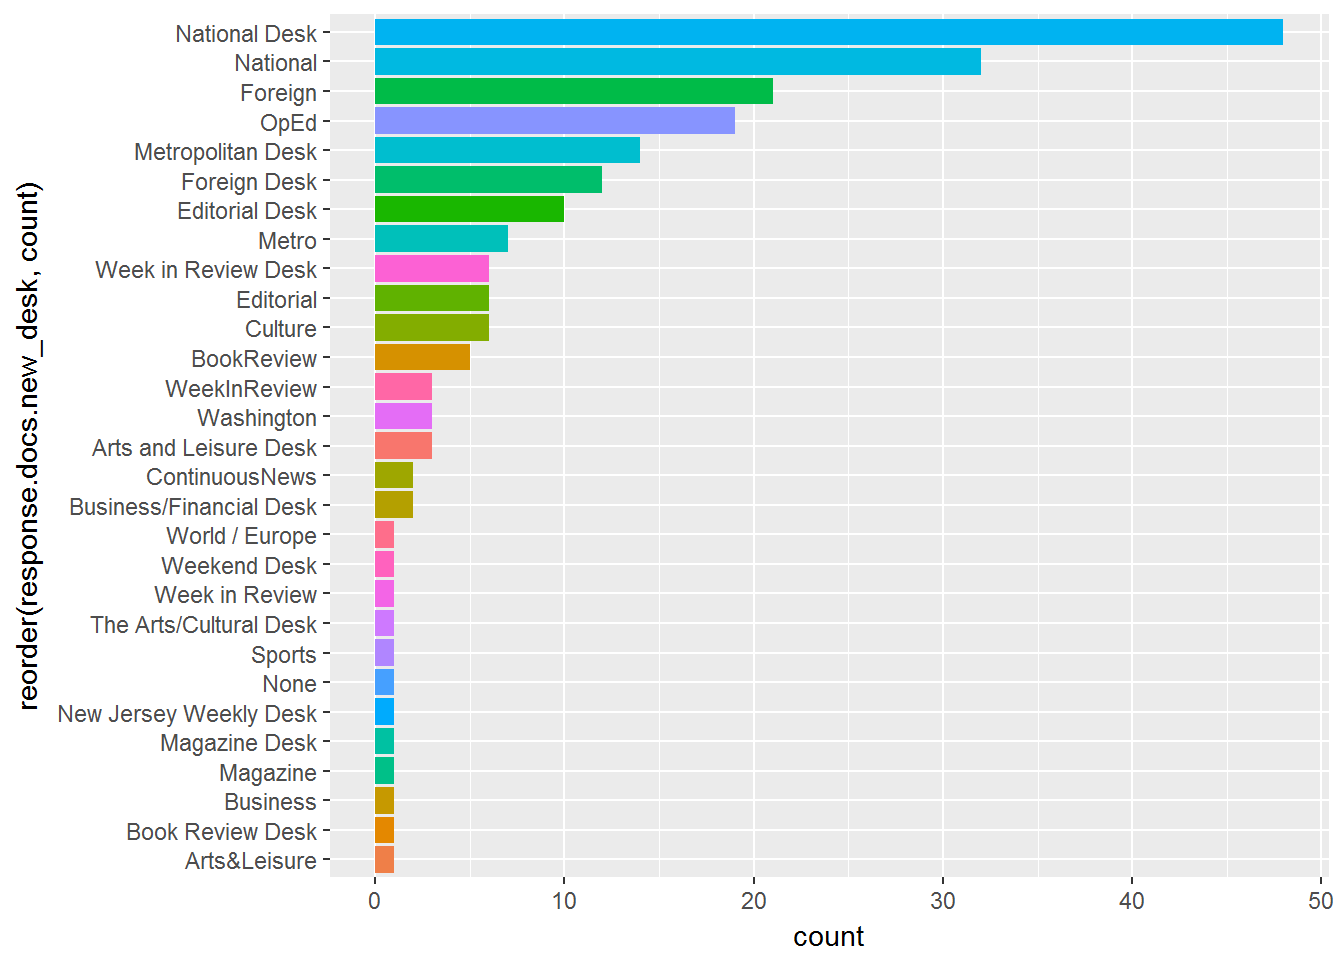 reorder(response.docs.new_desk, count)
National Desk
National
Foreign
OpEd
Metropolitan Desk
Foreign Desk
Editorial Desk
Metro
Week in Review Desk
Editorial
Culture
BookReview
WeekInReview
Washington
Arts and Leisure Desk
ContinuousNews
Business/Financial Desk
World / Europe
Weekend Desk
Week in Review
The Arts/Cultural Desk
Sports
None
New Jersey Weekly Desk
Magazine Desk
Magazine
Business
Book Review Desk
Arts&Leisure
0 10 20 30 40 50
count